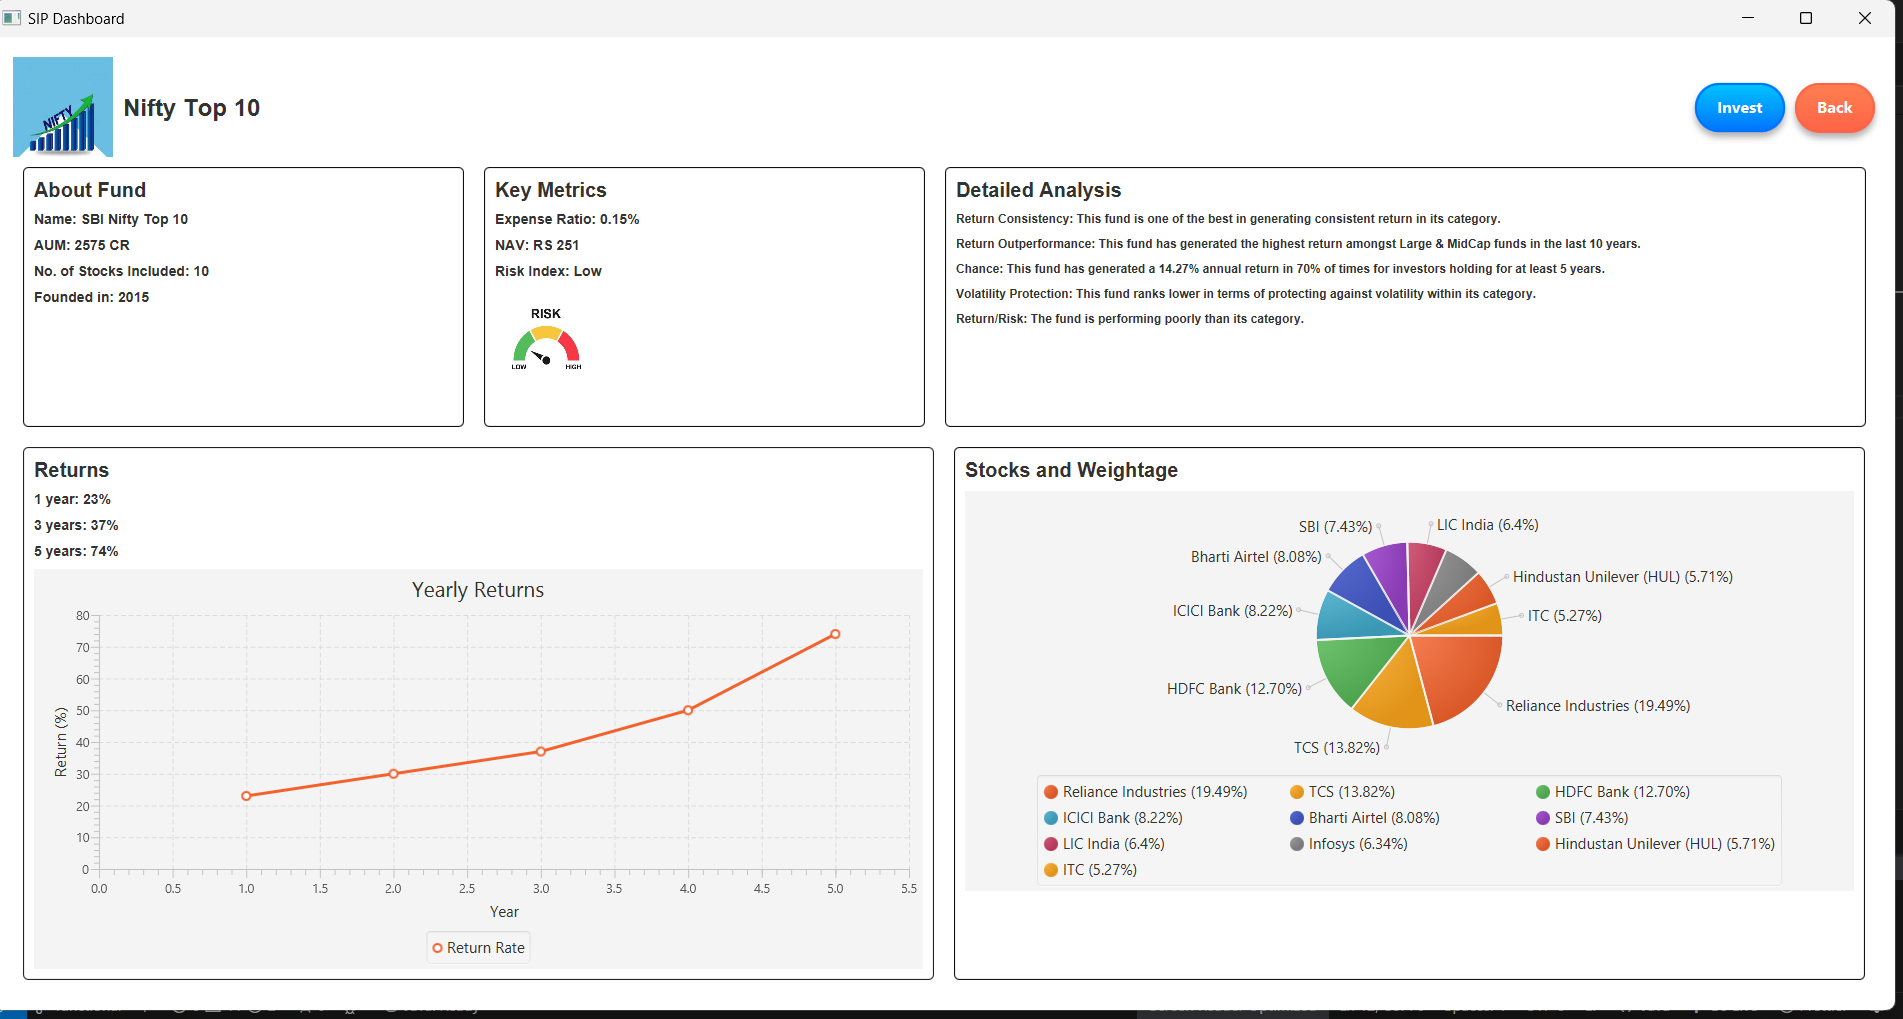 SIP Dashboard
NIFTY
Nifty Top 10
Invest
Back
About Fund
Name: SBI Nifty Top 10
AUM: 2575 CR
No. of Stocks Included: 10
Founded in: 2015
Key Metrics
Expense Ratio: 0.15%
NAV: RS 251
Risk Index: Low
RISK
LOW
HIGH
Detailed Analysis
Return Consistency: This fund is one of the best in generating consistent return in its category.
Return Outperformance: This fund has generated the highest return amongst Large & MidCap funds in the last 10 years.
Chance: This fund has generated a 14.27% annual return in 70% of times for investors holding for at least 5 years.
Volatility Protection: This fund ranks lower in terms of protecting against volatility within its category.
Return/Risk: The fund is performing poorly than its category.
Returns
1 year: 23%
3 years: 37%
5 years: 74%
Yearly Returns
80
70
60
50
40
30
20
10
0
Return (%)
0.0 0.5 1.0 1.5 2.0 2.5 3.0 3.5 4.0 4.5 5.0 5.5
Year
Return Rate
Stocks and Weightage
SBI (7.43%)
LIC India (6.4%)
Bharti Airtel (8.08%)
Hindustan Unilever (HUL) (5.71%)
ICICI Bank (8.22%)
ITC (5.27%)
HDFC Bank (12.70%)
Reliance Industries (19.49%)
TCS (13.82%)
Reliance Industries (19.49%) TCS (13.82%) HDFC Bank (12.70%)
ICICI Bank (8.22%) Bharti Airtel (8.08%) SBI (7.43%)
LIC India (6.4%) Infosys (6.34%) Hindustan Unilever (HUL) (5.71%)
ITC (5.27%)